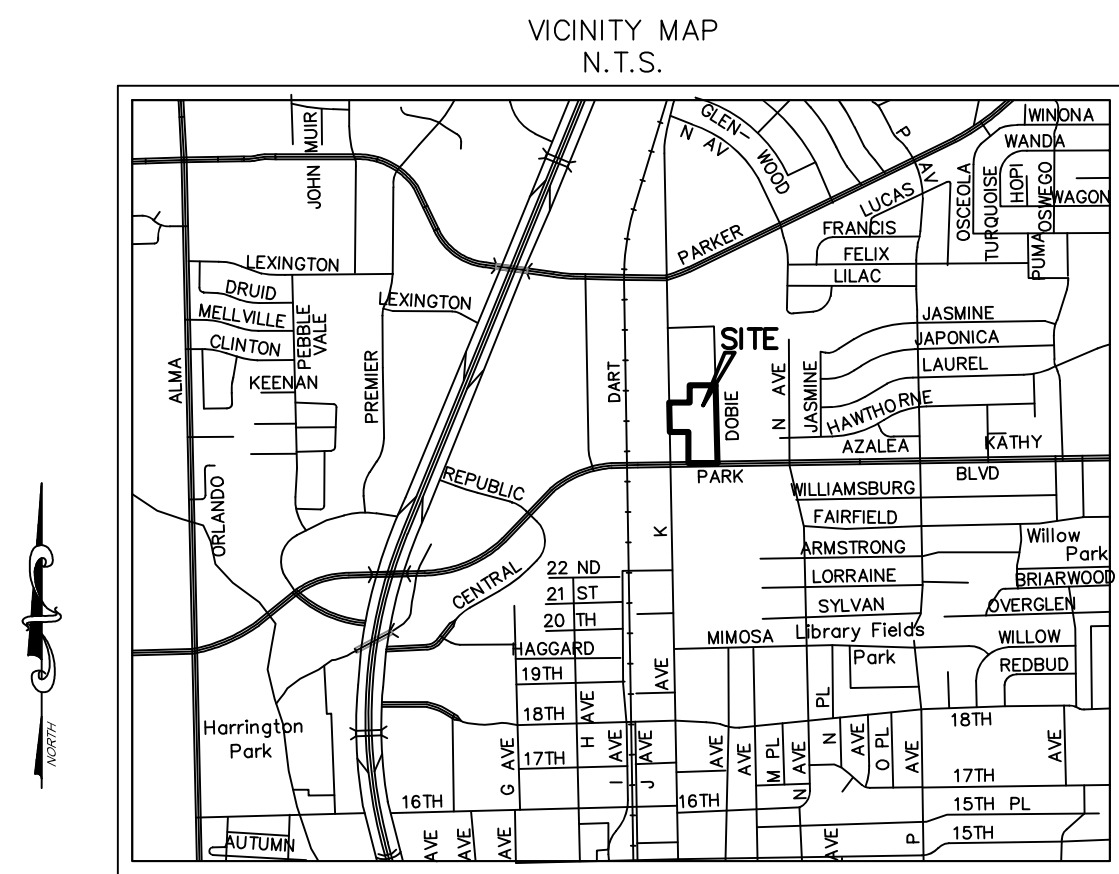 VICINITY MAP
N.T.S.
WINONA
WANDA
WAGON
GLEN-
WOOD
N AV
P
AV
JOHN MUIR
OSCEOLA
TURQUOISE
HOPI
OSWEGO
PUMA
LUCAS
FRANCIS
FELIX
LILAC
PARKER
LEXINGTON
DRUID
MELLVILLE
CLINTON
KEENAN
PEBBLE
VALE
LEXINGTON
ALMA
PREMIER
DART
SITE
DOBIE
N AVE
JASMINE
JASMINE
JAPONICA
LAUREL
HAWTHORNE
AZALEA
KATHY
PARK
BLVD
REPUBLIC
ORLANDO
CENTRAL
K
AVE
WILLIAMSBURG
FAIRFIELD
ARMSTRONG
LORRAINE
SYLVAN
Willow
Park
BRIARWOOD
OVERGLEN
WILLOW
REDBUD
MIMOSA
Library Fields
Park
22 ND
21 ST
20 TH
HAGGARD
19TH
18TH
17TH
16TH
16TH
18TH
17TH
15TH PL
15TH
Harrington
Park
AUTUMN
G AVE
H AVE
I AVE
J AVE
AVE
AVE
M PL
N AVE
PL
N
AVE
O PL
P AVE
AVE
AVE
AVE
AVE
AVE
P
NORTH